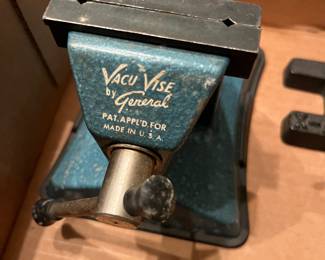 VACU VISE
by
General
PAT. APPL'D. FOR
MADE IN U.S.A.